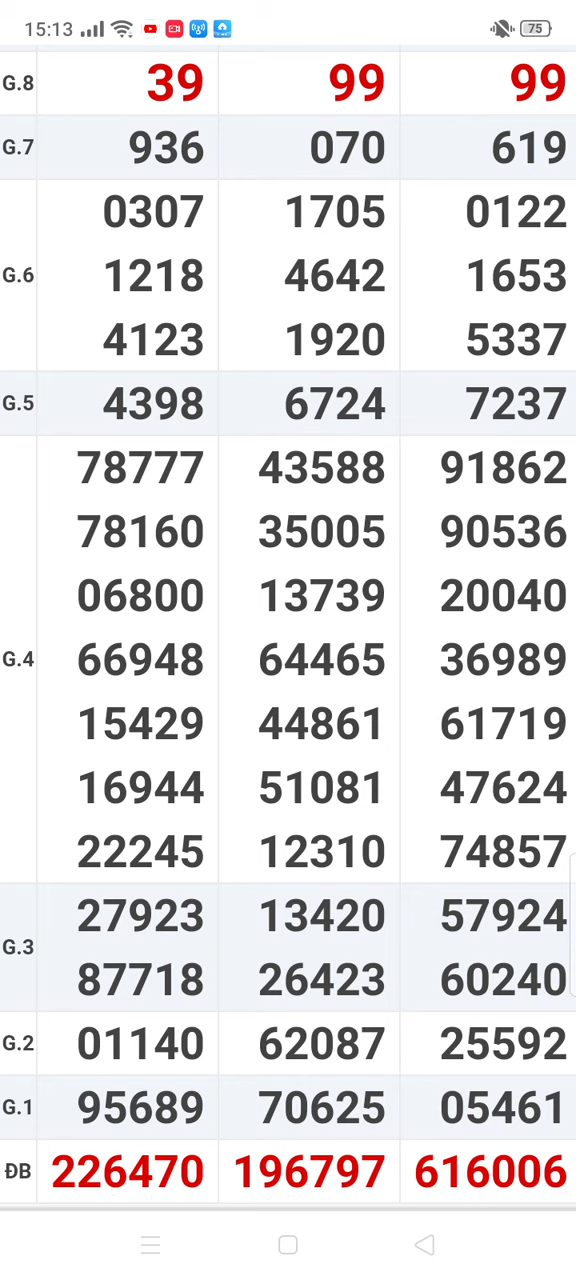 15:13 75
G.8 39 99 99
G.7 936 070 619
0307 1705 0122
G.6 1218 4642 1653
4123 1920 5337
G.5 4398 6724 7237
78777 43588 91862
78160 35005 90536
06800 13739 20040
G.4 66948 64465 36989
15429 44861 61719
16944 51081 47624
22245 12310 74857
27923 13420 57924
G.3
87718 26423 60240
G.2 01140 62087 25592
G.1 95689 70625 05461
ĐB 226470 196797 616006